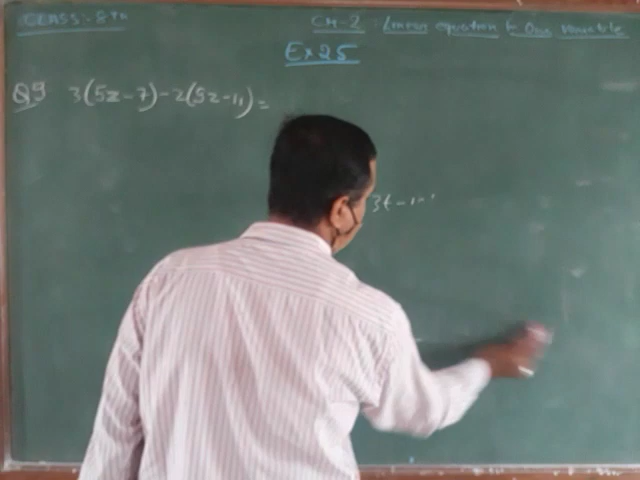 CLASS:- 8TH
CH-2 : Linear equation in One variable
Ex 2.5
Q9 3(5z-7)-2(9z-11)=